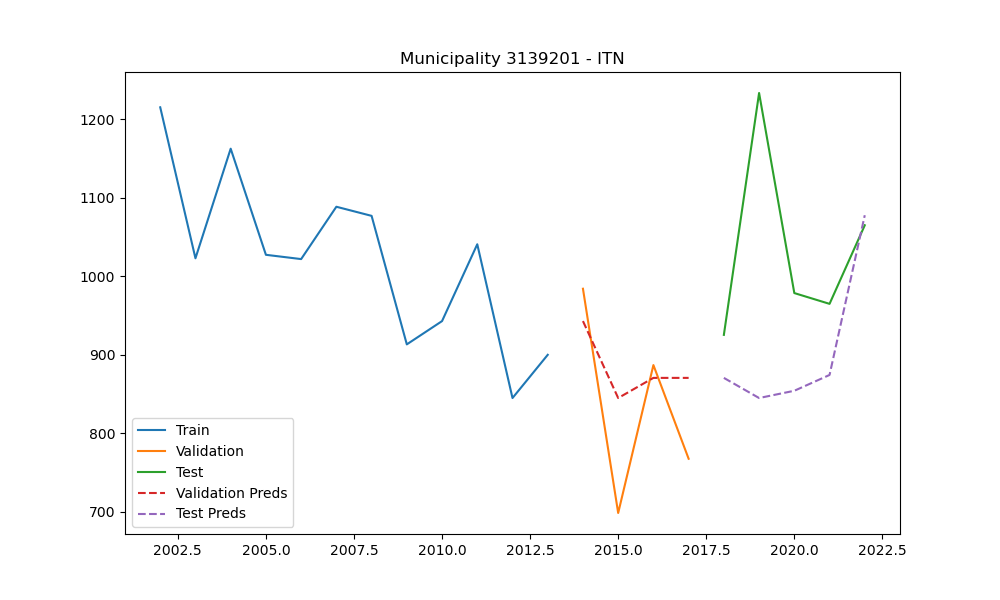 Municipality 3139201 - ITN
1200
1100
1000
900
800
700
Train
Validation
Test
Validation Preds
Test Preds
2002.5 2005.0 2007.5 2010.0 2012.5 2015.0 2017.5 2020.0 2022.5